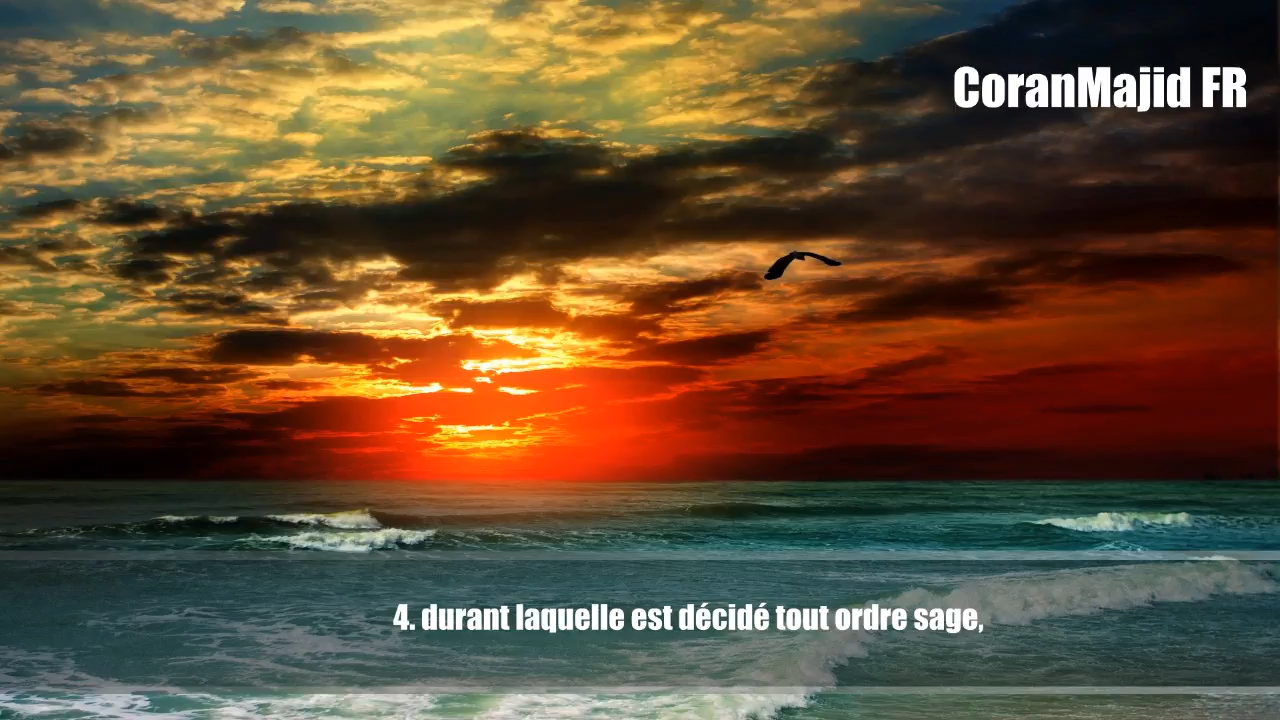 CoranMajid FR
4. durant laquelle est décidé tout ordre sage,